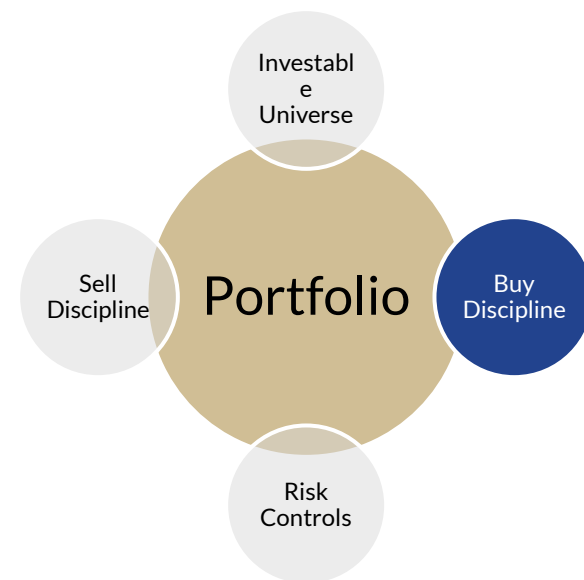 Investabl
e
Universe
Sell
Discipline
Portfolio
Buy
Discipline
Risk
Controls